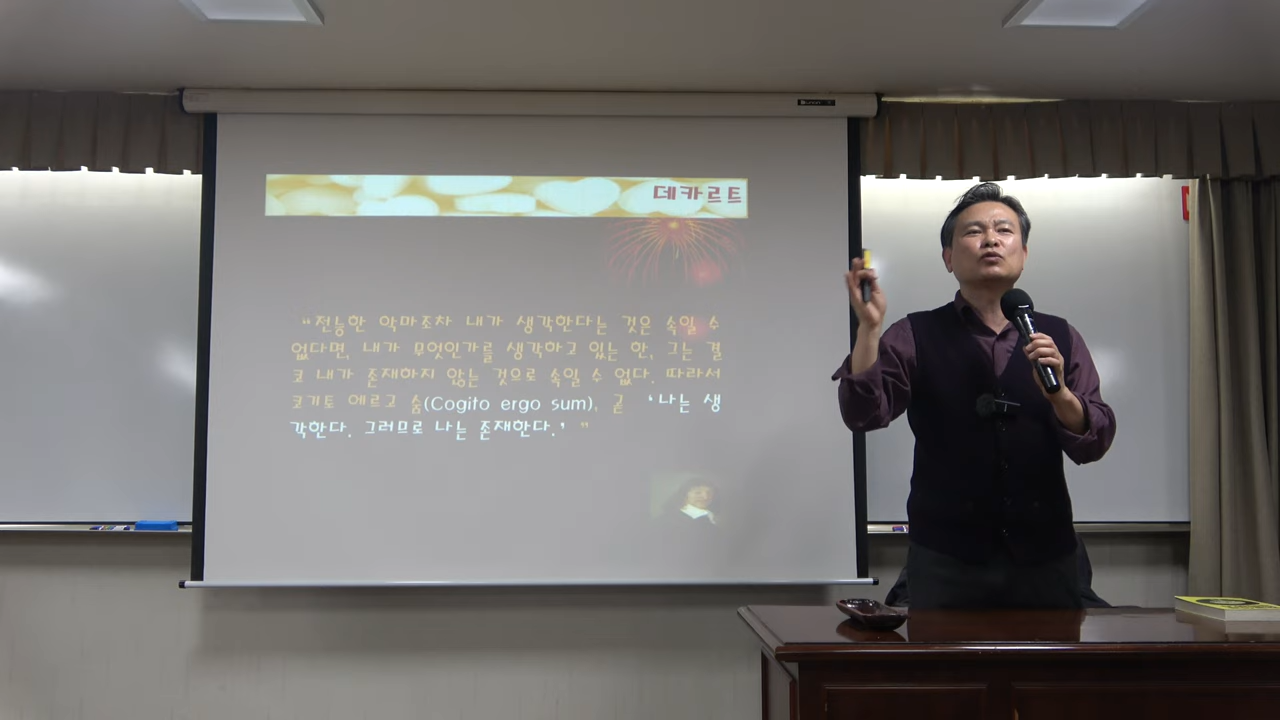 데카르트
"전능한 악마조차 내가 생각한다는 것은 속일 수
없다면, 내가 무엇인가를 생각하고 있는 한, 그는 결
코 내가 존재하지 않는 것으로 속일 수 없다. 따라서
코기토 에르고 숨(Cogito ergo sum), 곧 '나는 생
각한다. 그러므로 나는 존재한다.' "